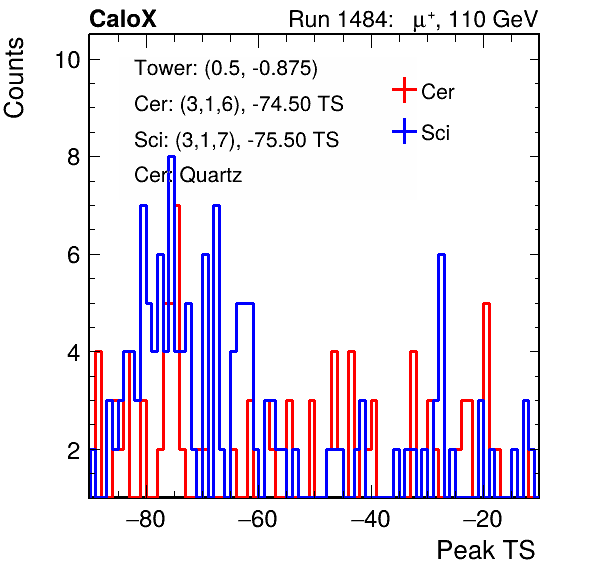 CaloX Run 1484: μ⁺, 110 GeV
Counts
Tower: (0.5, -0.875)
Cer: (3,1,6), -74.50 TS
Sci: (3,1,7), -75.50 TS
Cer: Quartz
Cer
Sci
10
8
6
4
2
−80 −60 −40 −20
Peak TS